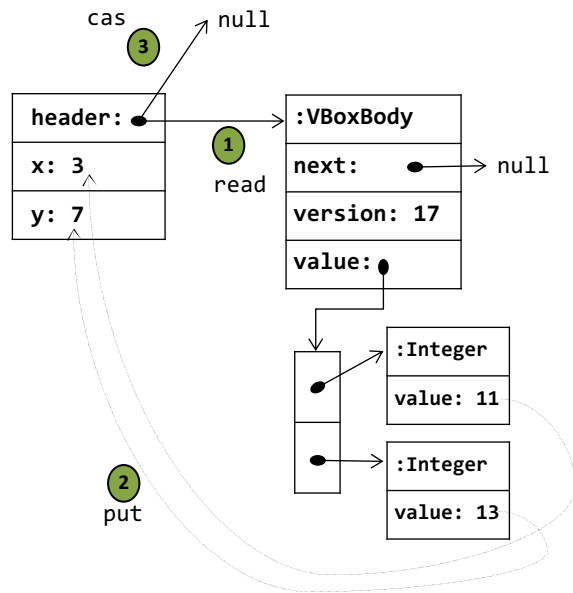 cas
3
null
header:
x: 3
y: 7
1
read
:VBoxBody
next:
null
version: 17
value:
:Integer
value: 11
:Integer
value: 13
2
put